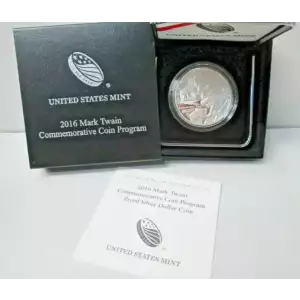 UNITED STATES MINT
2016 Mark Twain
Commemorative Coin Program
2016 Mark Twain
Commemorative Coin Program
Proof Silver Dollar Coin
UNITED STATES MINT